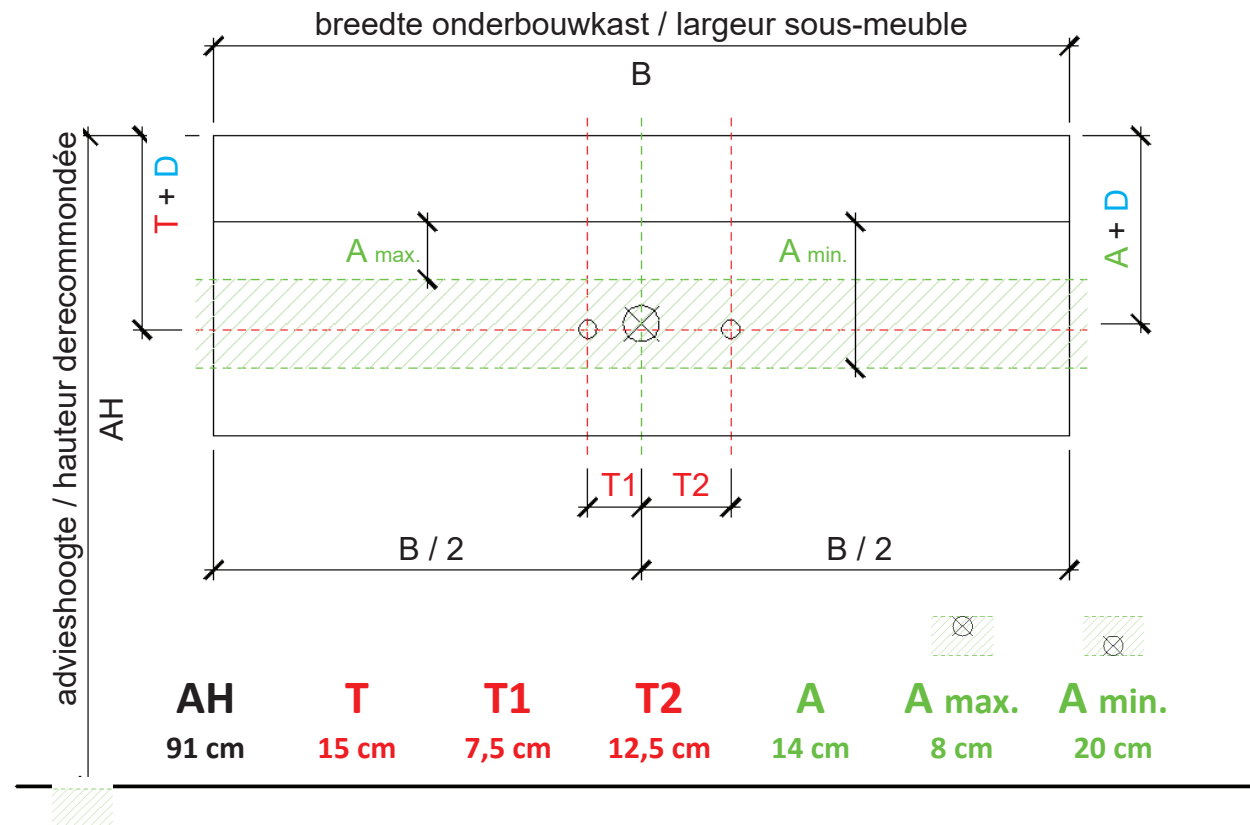 breedte onderbouwkast / largeur sous-meuble
B
advieshoogte / hauteur derecommondée
AH
T + D
A max.
A min.
A + D
T1
T2
B / 2
B / 2
AH T T1 T2 A A max. A min.
91 cm 15 cm 7,5 cm 12,5 cm 14 cm 8 cm 20 cm